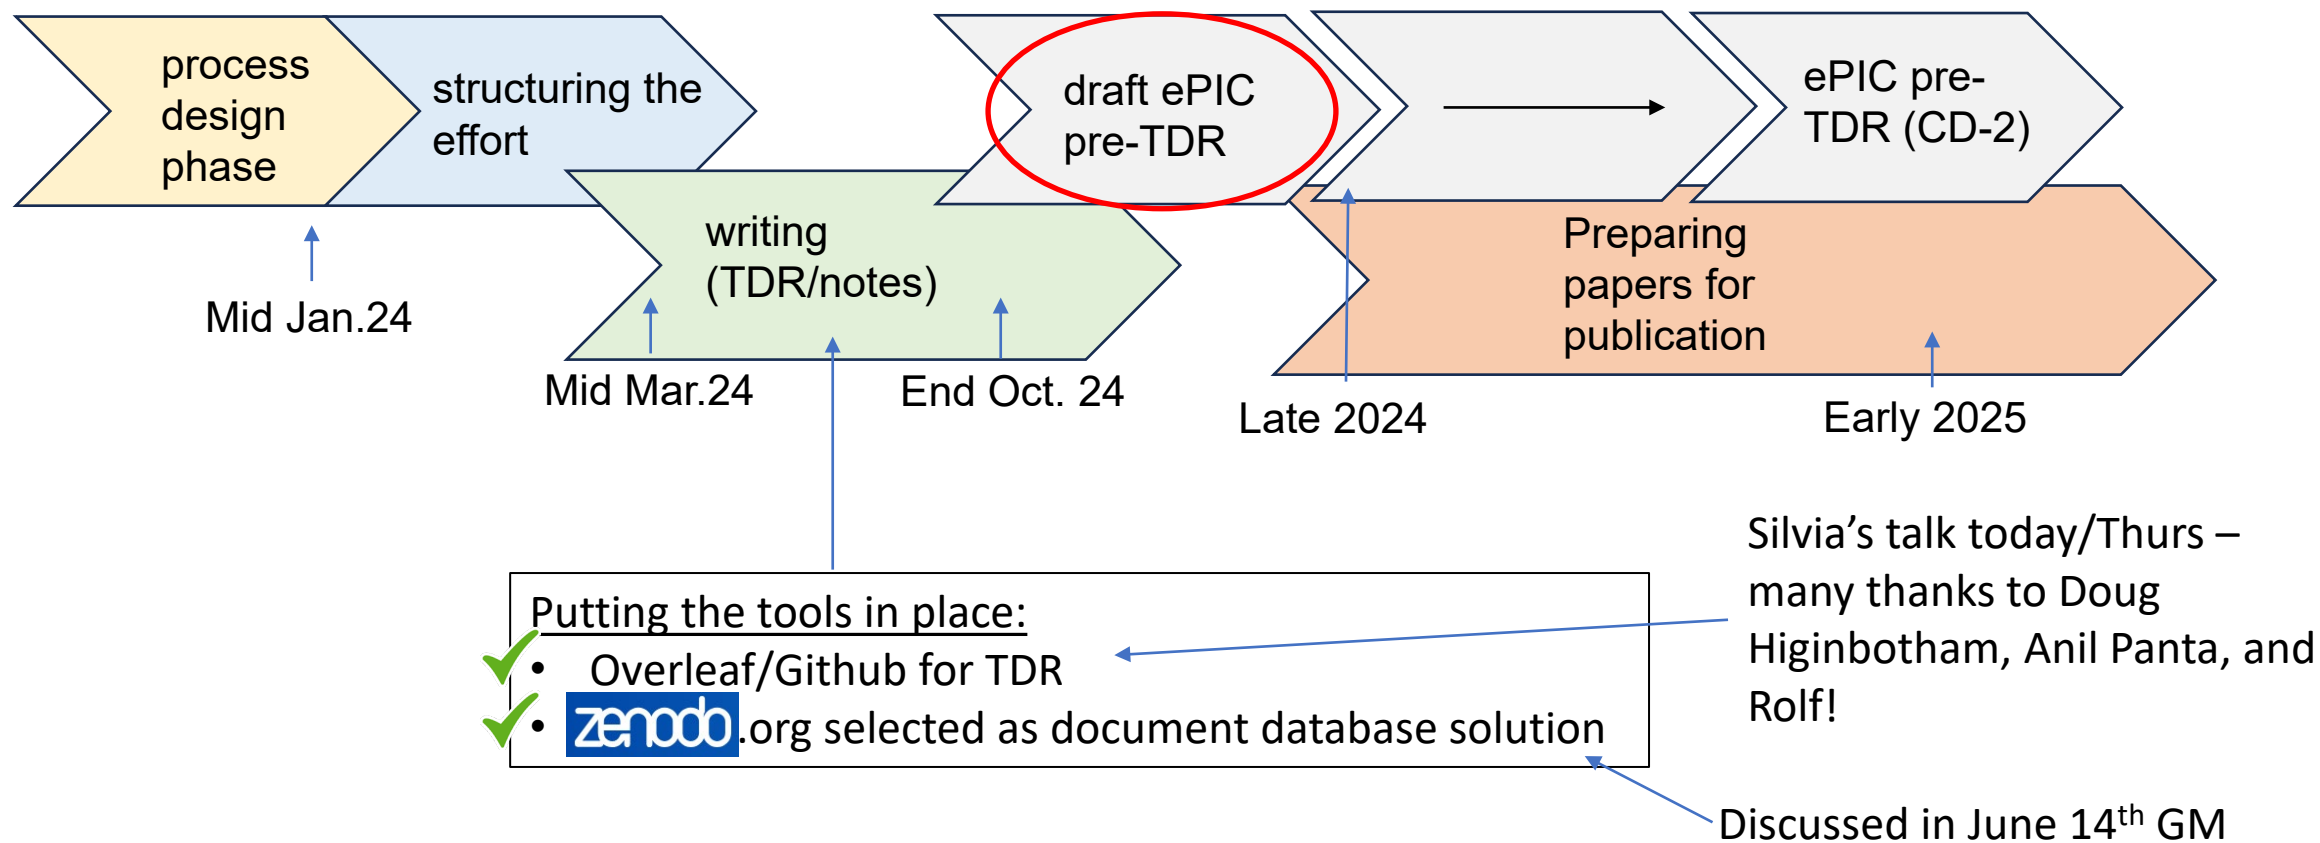 process
design
phase
structuring the
effort
draft ePIC
pre-TDR
ePIC pre-
TDR (CD-2)
writing
(TDR/notes)
Preparing
papers for
publication
Mid Jan.24
Mid Mar.24
End Oct. 24
Late 2024
Early 2025
Putting the tools in place:
• Overleaf/Github for TDR
• zenodo.org selected as document database solution
Silvia’s talk today/Thurs –
many thanks to Doug
Higinbotham, Anil Panta, and
Rolf!
Discussed in June 14th GM